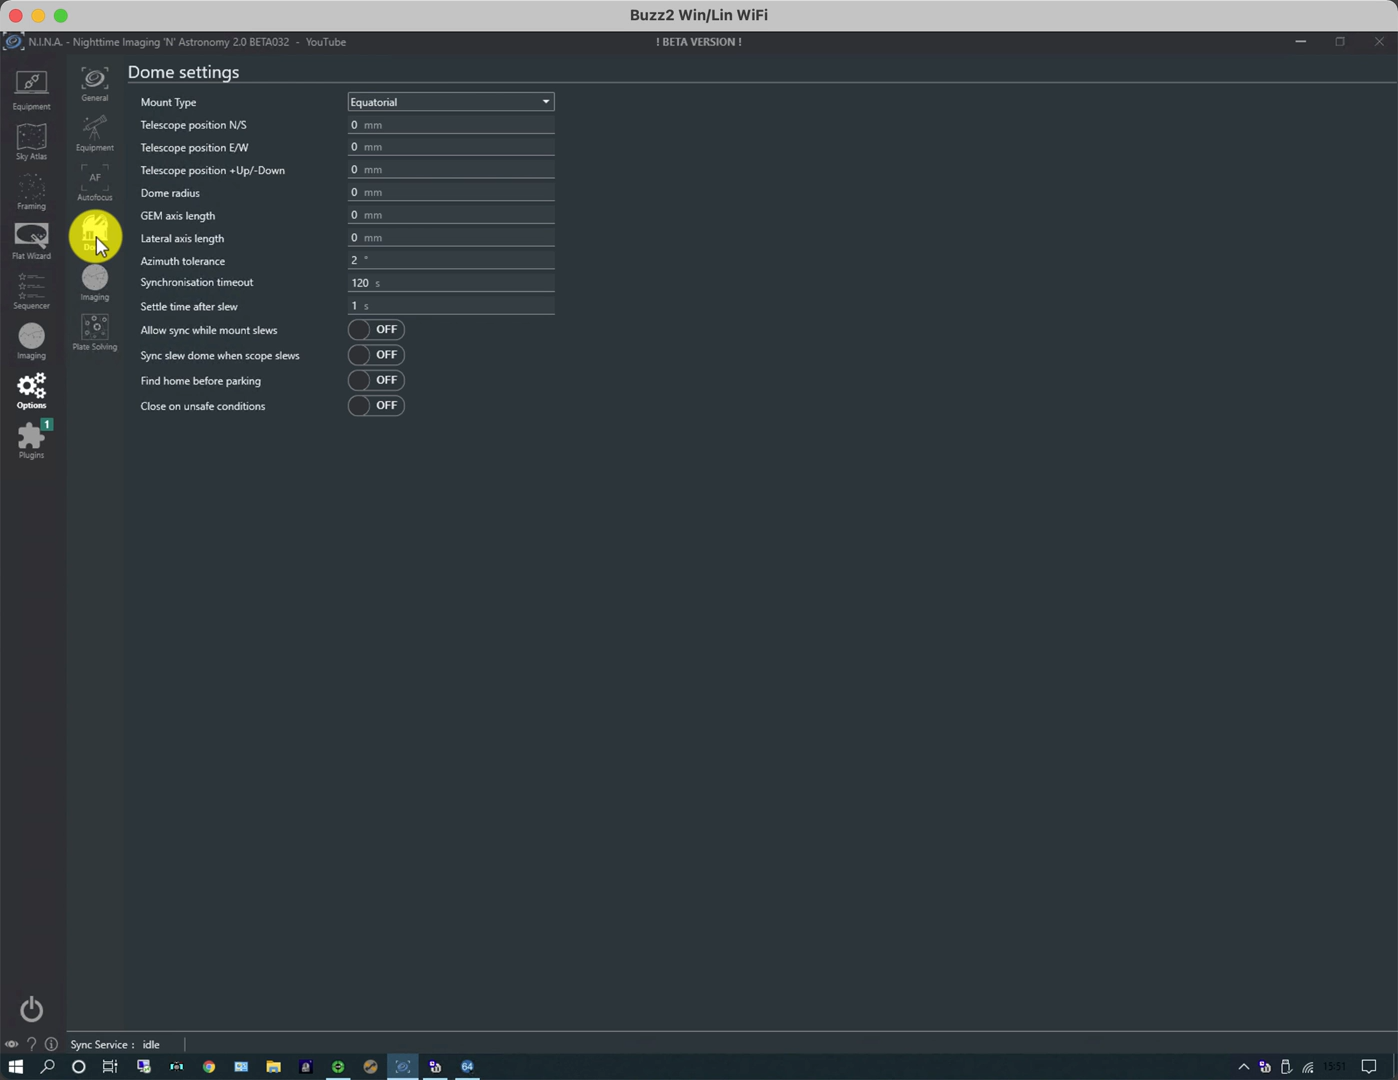 Buzz2 Win/Lin WiFi
N.I.N.A. - Nighttime Imaging 'N' Astronomy 2.0 BETA032 - YouTube
! BETA VERSION !
Equipment
Sky Atlas
Framing
Flat Wizard
Sequencer
Imaging
Options
1
Plugins
General
Equipment
AF
Autofocus
Imaging
Plate Solving
Dome settings
Mount Type Equatorial
Telescope position N/S 0 mm
Telescope position E/W 0 mm
Telescope position +Up/-Down 0 mm
Dome radius 0 mm
GEM axis length 0 mm
Lateral axis length 0 mm
Azimuth tolerance 2 °
Synchronisation timeout 120 s
Settle time after slew 1 s
Allow sync while mount slews OFF
Sync slew dome when scope slews OFF
Find home before parking OFF
Close on unsafe conditions OFF
Sync Service : idle
64
15:51